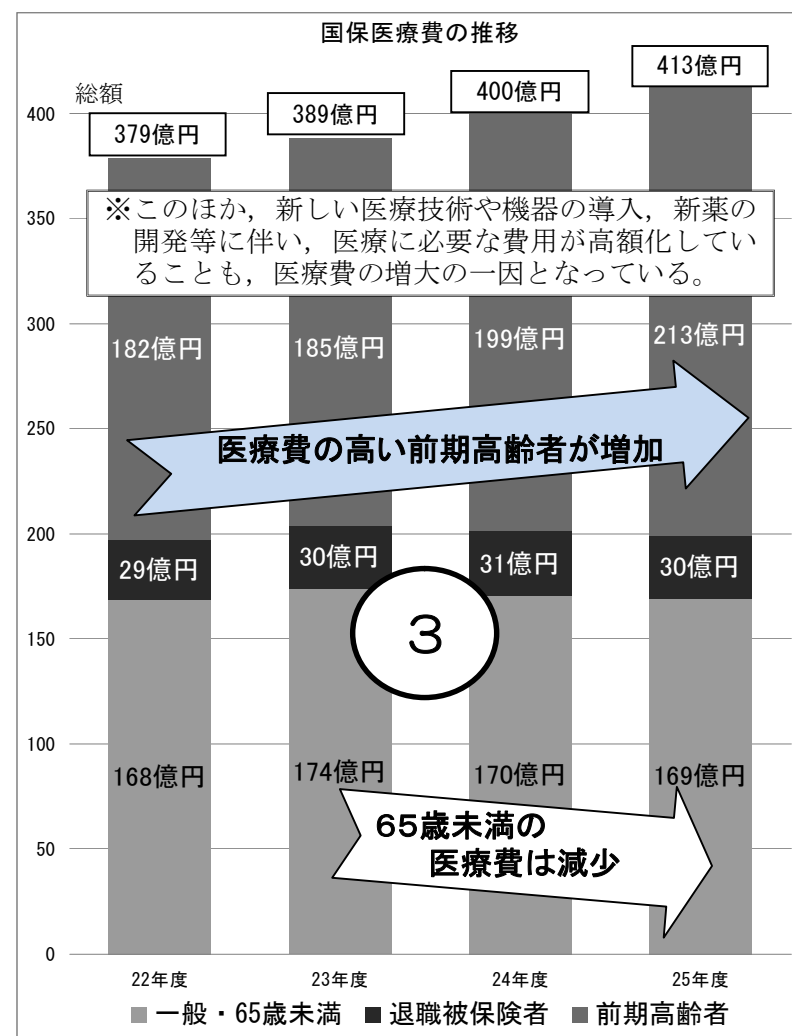 国保医療費の推移
総額
379億円
389億円
400億円
413億円
※このほか，新しい医療技術や機器の導入，新薬の
開発等に伴い，医療に必要な費用が高額化してい
ることも，医療費の増大の一因となっている。
182億円
185億円
199億円
213億円
医療費の高い前期高齢者が増加
29億円
30億円
31億円
30億円
3
168億円
174億円
170億円
169億円
65歳未満の
医療費は減少
400
350
300
250
200
150
100
50
0
22年度
23年度
24年度
25年度
一般・65歳未満 退職被保険者 前期高齢者